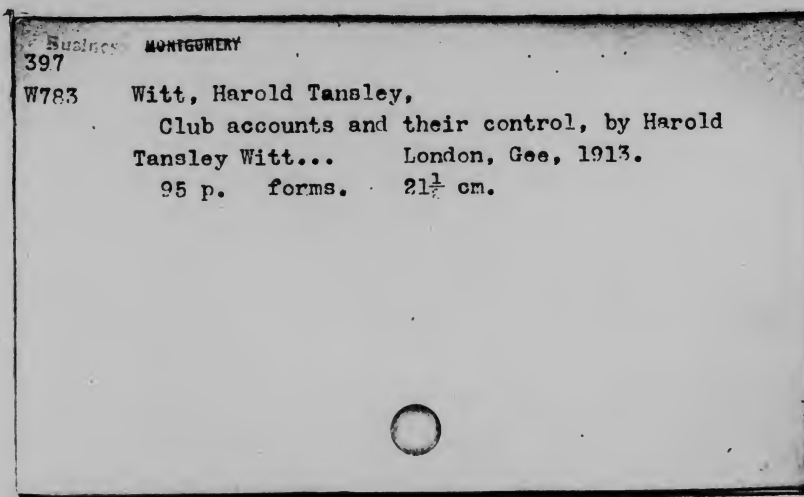 Business MONTGOMERY
397
W783 Witt, Harold Tansley,
Club accounts and their control, by Harold
Tansley Witt... London, Gee, 1913.
95 p. forms. 21½ cm.